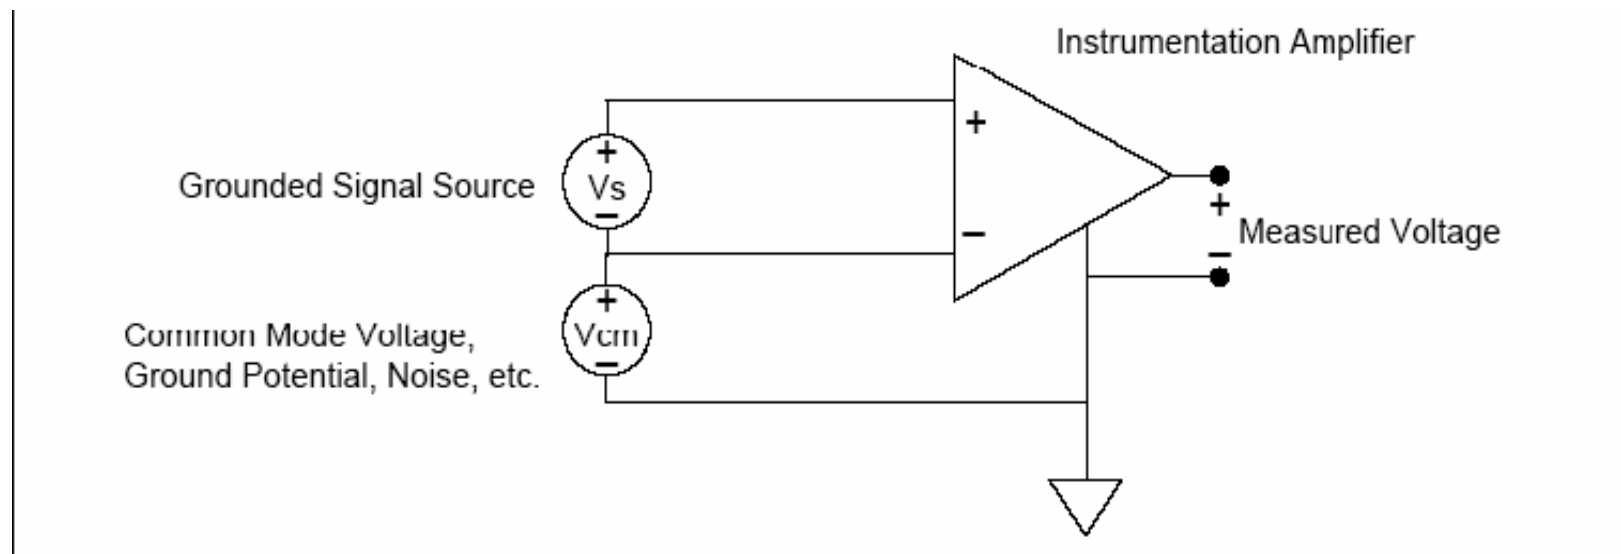 Instrumentation Amplifier
+
+
Grounded Signal Source
Vs
+
−
−
Measured Voltage
−
+
Common Mode Voltage,
Vcm
Ground Potential, Noise, etc.
−